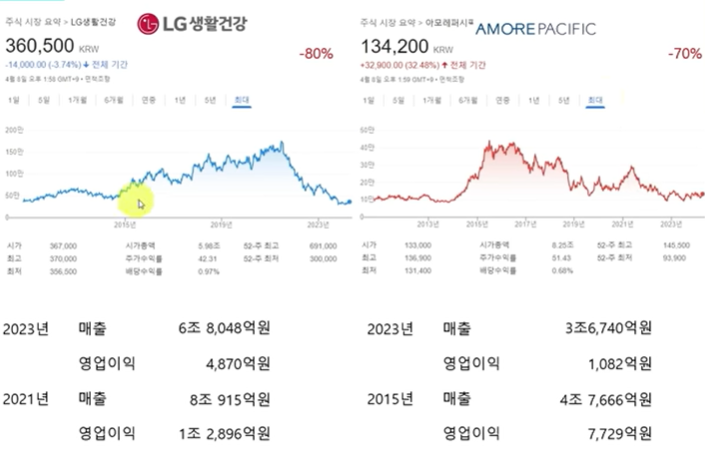 주식 시장 요약 > LG생활건강
LG생활건강
360,500 KRW
-80%
-14,000.00 (-3.74%) ↓ 전체 기간
4월 8일 오후 1:58 GMT+9 • 면책조항
1일 5일 1개월 6개월 연중 1년 5년 최대
200만
150만
100만
50만
0
2015년 2019년 2023년
시가 367,000 시가총액 5.98조 52-주 최고 691,000
최고 370,000 주가수익률 42.31 52-주 최저 300,000
최저 356,500 배당수익률 0.97%
2023년 매출 6조 8,048억원
영업이익 4,870억원
2021년 매출 8조 915억원
영업이익 1조 2,896억원
주식 시장 요약 > 아모레퍼시픽
AMOREPACIFIC
134,200 KRW
-70%
+32,900.00 (32.48%) ↑ 전체 기간
4월 8일 오후 1:59 GMT+9 • 면책조항
1일 5일 1개월 6개월 연중 1년 5년 최대
50만
40만
30만
20만
10만
0
2013년 2015년 2017년 2019년 2021년 2023년
시가 133,000 시가총액 8.25조 52-주 최고 145,500
최고 136,900 주가수익률 51.43 52-주 최저 93,900
최저 131,400 배당수익률 0.68%
2023년 매출 3조6,740억원
영업이익 1,082억원
2015년 매출 4조 7,666억원
영업이익 7,729억원